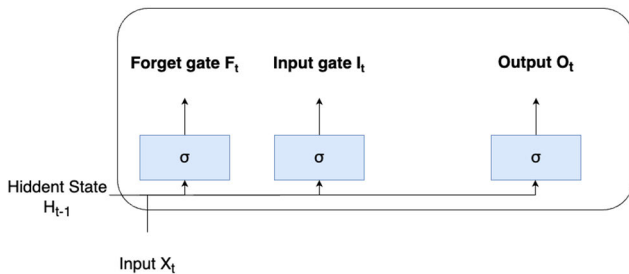 Forget gate Fₜ
Input gate Iₜ
Output Oₜ
σ
σ
σ
Hiddent State
Hₜ₋₁
Input Xₜ